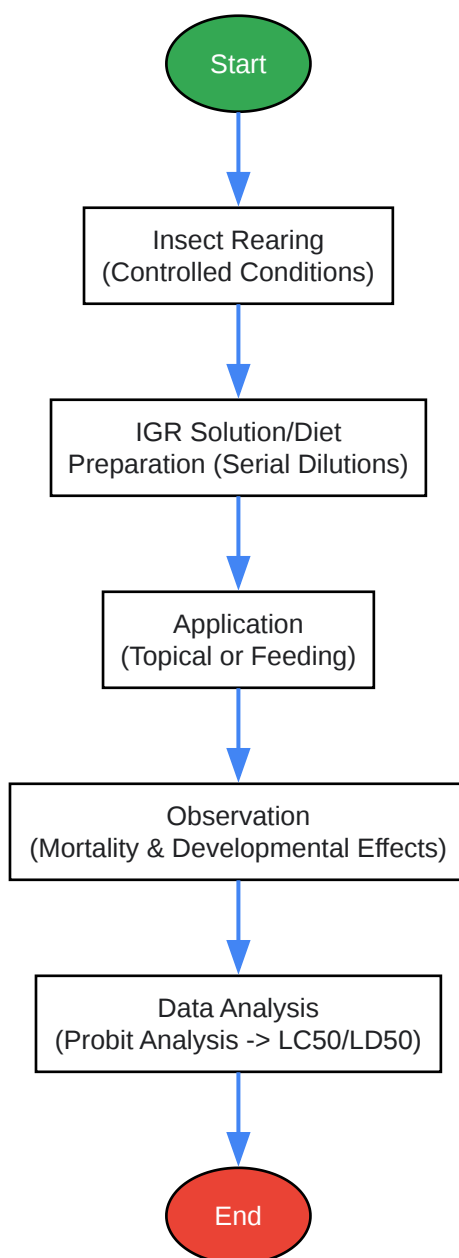 Start
Insect Rearing
(Controlled Conditions)
IGR Solution/Diet
Preparation (Serial Dilutions)
Application
(Topical or Feeding)
Observation
(Mortality & Developmental Effects)
Data Analysis
(Probit Analysis -> LC50/LD50)
End